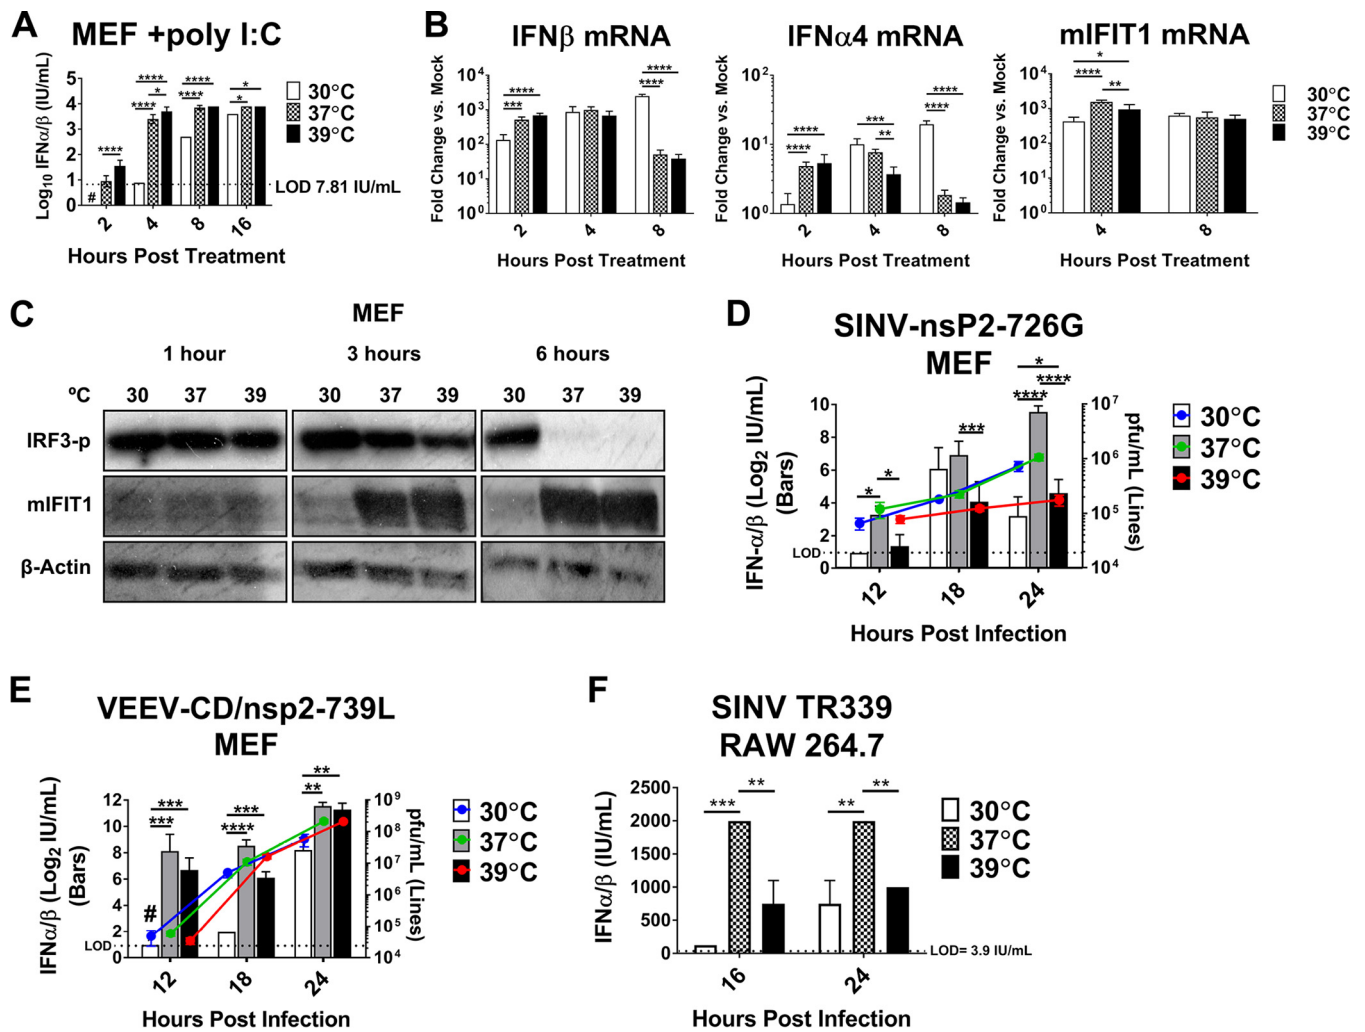 A
MEF +poly I:C
Log10 IFNα/β (IU/mL)
5
4
3
2
1
0
****
****
****
*
****
****
*
*
#
30°C
37°C
39°C
LOD 7.81 IU/mL
2
4
8
16
Hours Post Treatment
B
IFNβ mRNA
Fold Change vs. Mock
10^4
10^3
10^2
10^1
10^0
****
***
****
****
2
4
8
Hours Post Treatment
IFNα4 mRNA
Fold Change vs. Mock
10^2
10^1
10^0
****
****
***
**
****
****
2
4
8
Hours Post Treatment
mIFIT1 mRNA
Fold Change vs. Mock
10^4
10^3
10^2
10^1
10^0
*
****
**
4
8
Hours Post Treatment
30°C
37°C
39°C
C
MEF
1 hour 3 hours 6 hours
ºC 30 37 39 30 37 39 30 37 39
IRF3-p
mIFIT1
β-Actin
D
SINV-nsP2-726G
MEF
IFN-α/β (Log2 IU/mL)
(Bars)
10
8
6
4
2
0
LOD
*
*
***
*
****
****
10^7
10^6
10^5
10^4
pfu/mL (Lines)
30°C
37°C
39°C
12
18
24
Hours Post Infection
E
VEEV-CD/nsp2-739L
MEF
IFNα/β (Log2 IU/mL)
(Bars)
12
10
8
6
4
2
0
LOD
#
***
***
***
****
**
**
10^9
10^8
10^7
10^6
10^5
10^4
pfu/mL (Lines)
30°C
37°C
39°C
12
18
24
Hours Post Infection
F
SINV TR339
RAW 264.7
IFNα/β (IU/mL)
2500
2000
1500
1000
500
0
***
**
**
**
30°C
37°C
39°C
LOD= 3.9 IU/mL
16
24
Hours Post Infection